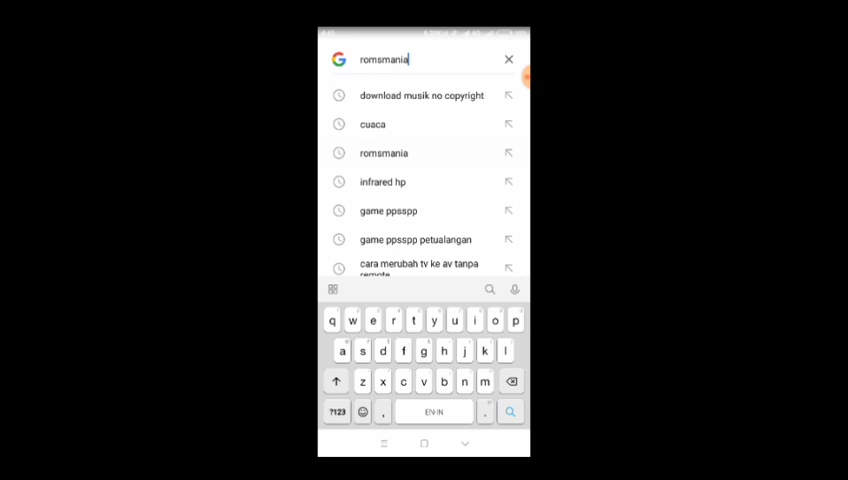 romsmania
download musik no copyright
cuaca
romsmania
infrared hp
game ppsspp
game ppsspp petualangan
cara merubah tv ke av tanpa
remote
q w e r t y u i o p
a s d f g h j k l
z x c v b n m
?123 , EN-IN .